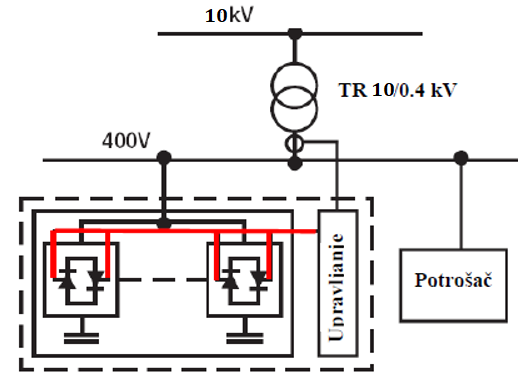 10kV
TR 10/0.4 kV
400V
Upravljanje
Potrošač